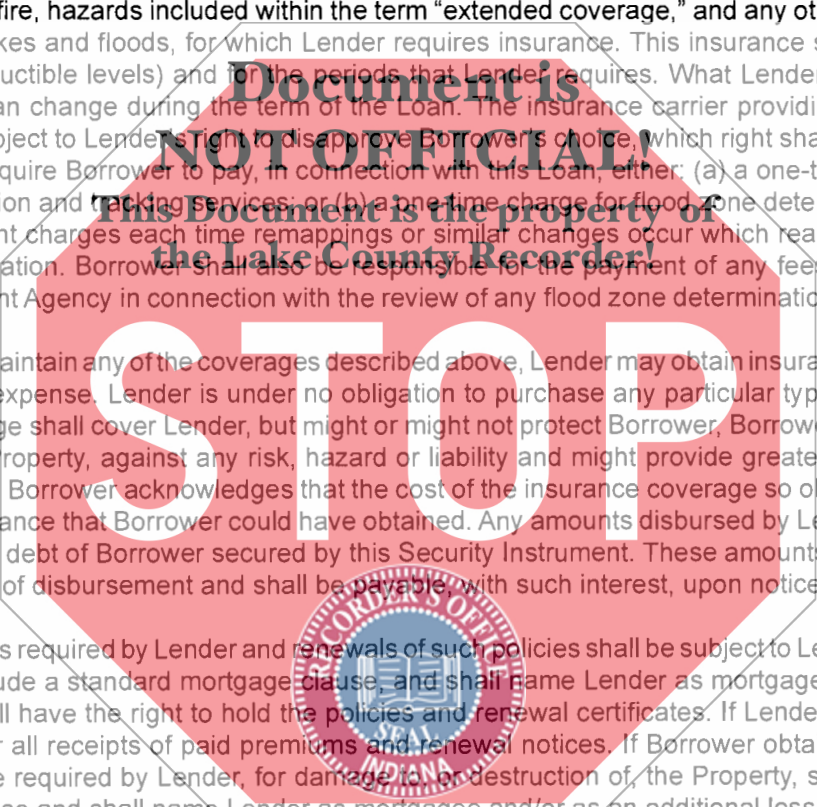 fire, hazards included within the term “extended coverage,” and any ot
kes and floods, for which Lender requires insurance. This insurance s
uctible levels) and for the periods that Lender requires. What Lender
Document is
an change during the term of the Loan. The insurance carrier providi
NOT OFFICIAL!
ject to Lender's right to disapprove Borrower's choice, which right sha
quire Borrower to pay, in connection with this Loan, either: (a) a one-t
This Document is the property of
ion and tracking services; or (b) a one-time charge for flood zone dete
nt charges each time remappings or similar changes occur which rea
the Lake County Recorder!
ation. Borrower shall also be responsible for the payment of any fees
nt Agency in connection with the review of any flood zone determinatio
STOP
aintain any of the coverages described above, Lender may obtain insura
expense. Lender is under no obligation to purchase any particular typ
ge shall cover Lender, but might or might not protect Borrower, Borrowe
roperty, against any risk, hazard or liability and might provide greate
Borrower acknowledges that the cost of the insurance coverage so ob
ance that Borrower could have obtained. Any amounts disbursed by Le
debt of Borrower secured by this Security Instrument. These amounts
of disbursement and shall be payable, with such interest, upon notice
RECORDER'S OFFICE
SEAL
INDIANA
s required by Lender and renewals of such policies shall be subject to Le
ude a standard mortgage clause, and shall name Lender as mortgage
ll have the right to hold the policies and renewal certificates. If Lende
r all receipts of paid premiums and renewal notices. If Borrower obta
e required by Lender, for damage to, or destruction of, the Property, s
and shall name Lender as mortgagee and/or as an additional loss